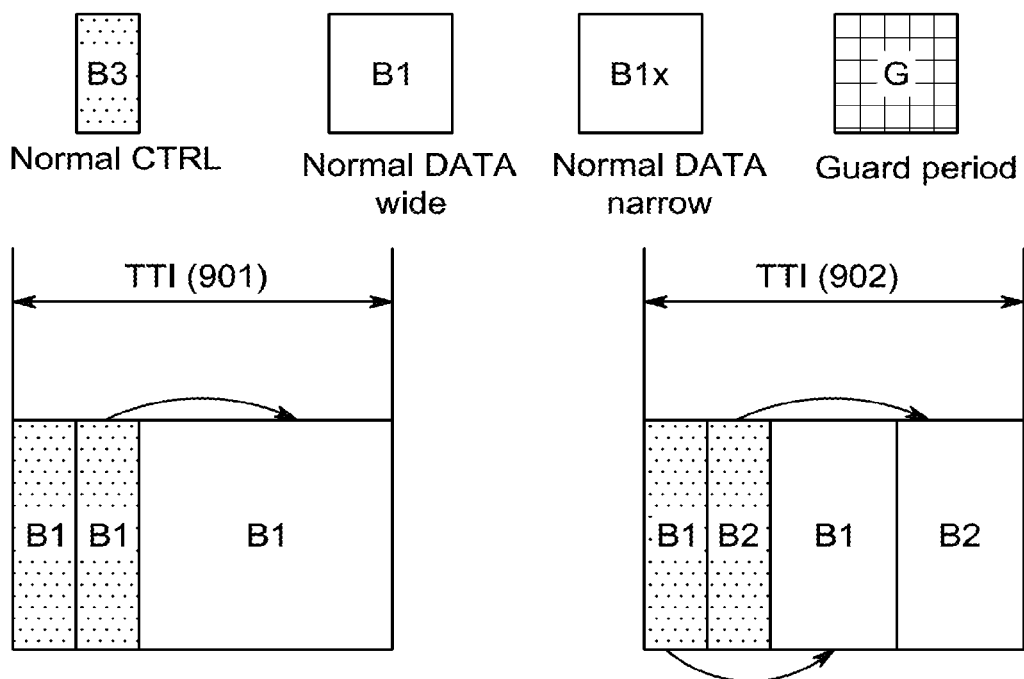 B3 B1 B1x G
Normal CTRL Normal DATA Normal DATA Guard period
wide narrow
TTI (901) TTI (902)
B1 B1 B1 B1 B2 B1 B2